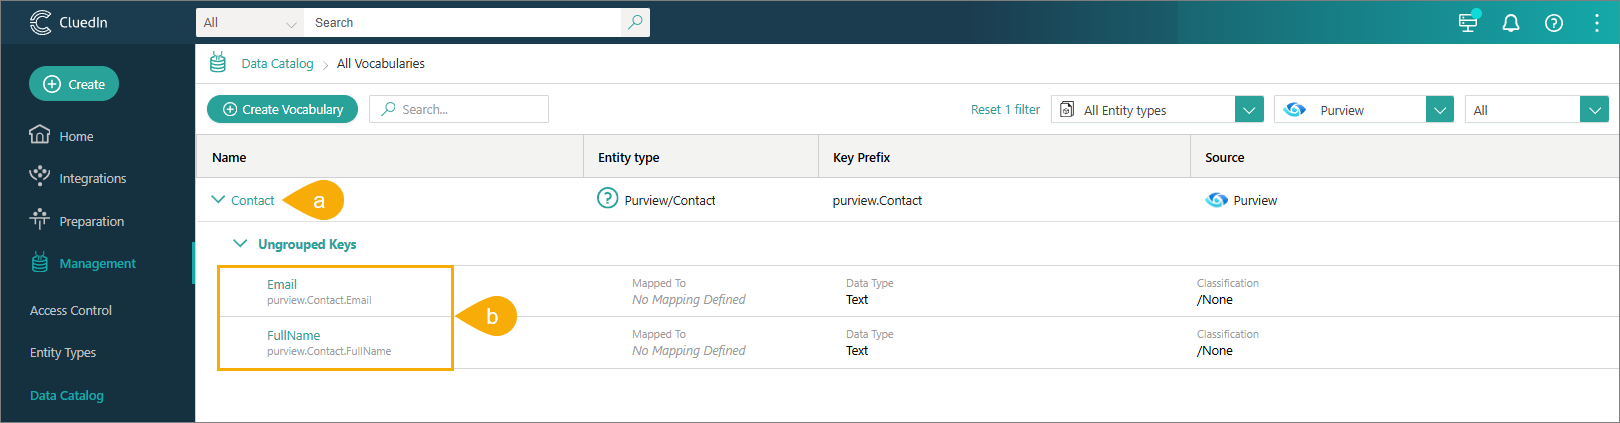 CluedIn All Search
Create
Data Catalog > All Vocabularies
Create Vocabulary Search... Reset 1 filter All Entity types Purview All
Home
Integrations
Preparation
Management
Access Control
Entity Types
Data Catalog
Name Entity type Key Prefix Source
Contact a ? Purview/Contact purview.Contact Purview
Ungrouped Keys
Email Mapped To Data Type Classification
purview.Contact.Email No Mapping Defined Text /None
b
FullName Mapped To Data Type Classification
purview.Contact.FullName No Mapping Defined Text /None